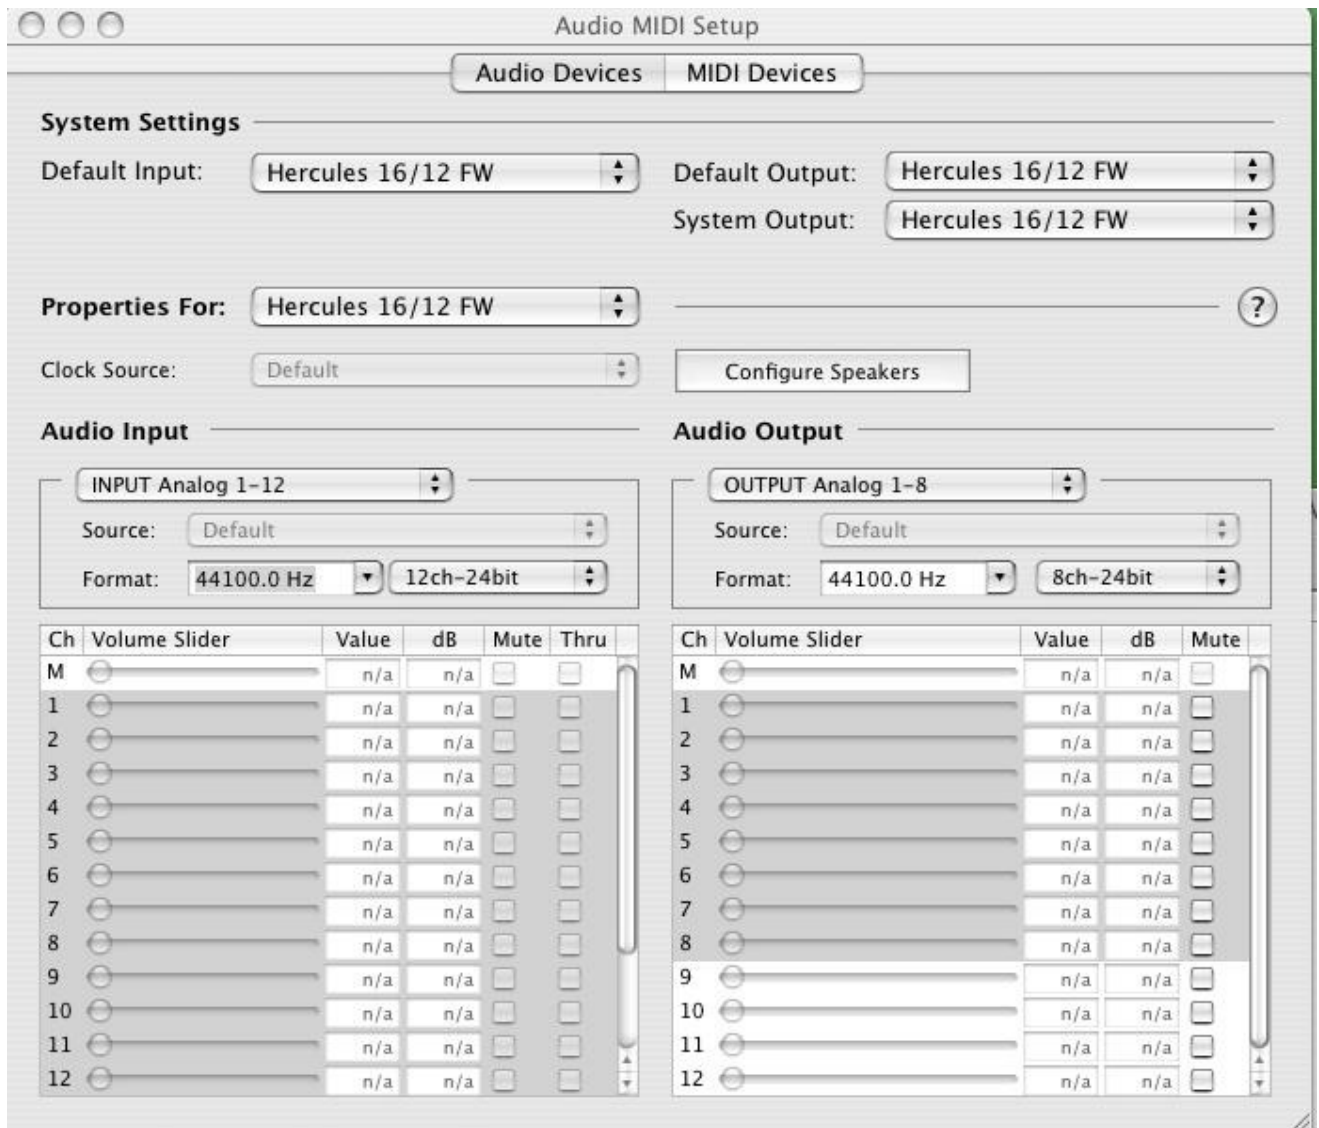 Audio MIDI Setup
Audio Devices MIDI Devices
System Settings
Default Input: Hercules 16/12 FW Default Output: Hercules 16/12 FW
System Output: Hercules 16/12 FW
Properties For: Hercules 16/12 FW ?
Clock Source: Default Configure Speakers
Audio Input Audio Output
INPUT Analog 1-12 OUTPUT Analog 1-8
Source: Default Source: Default
Format: 44100.0 Hz 12ch-24bit Format: 44100.0 Hz 8ch-24bit
Ch Volume Slider Value dB Mute Thru Ch Volume Slider Value dB Mute
M n/a n/a M n/a n/a
1 n/a n/a 1 n/a n/a
2 n/a n/a 2 n/a n/a
3 n/a n/a 3 n/a n/a
4 n/a n/a 4 n/a n/a
5 n/a n/a 5 n/a n/a
6 n/a n/a 6 n/a n/a
7 n/a n/a 7 n/a n/a
8 n/a n/a 8 n/a n/a
9 n/a n/a 9 n/a n/a
10 n/a n/a 10 n/a n/a
11 n/a n/a 11 n/a n/a
12 n/a n/a 12 n/a n/a